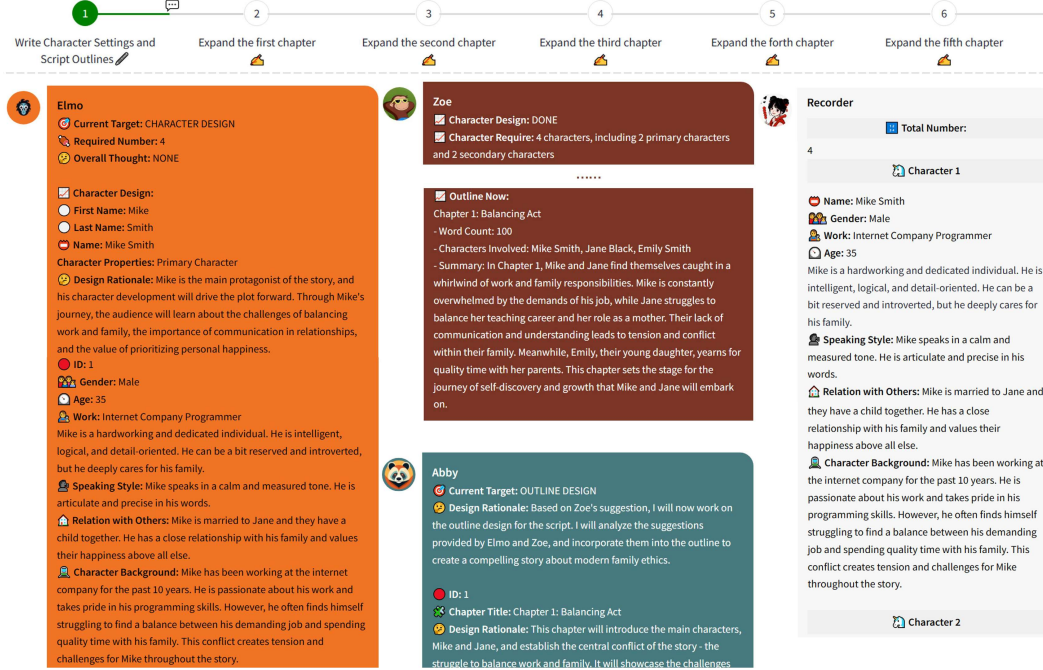 1
2
3
4
5
6
Write Character Settings and
Script Outlines
Expand the first chapter
Expand the second chapter
Expand the third chapter
Expand the forth chapter
Expand the fifth chapter
Elmo
Current Target: CHARACTER DESIGN
Required Number: 4
Overall Thought: NONE
Character Design:
First Name: Mike
Last Name: Smith
Name: Mike Smith
Character Properties: Primary Character
Design Rationale: Mike is the main protagonist of the story, and
his character development will drive the plot forward. Through Mike's
journey, the audience will learn about the challenges of balancing
work and family, the importance of communication in relationships,
and the value of prioritizing personal happiness.
ID: 1
Gender: Male
Age: 35
Work: Internet Company Programmer
Mike is a hardworking and dedicated individual. He is intelligent,
logical, and detail-oriented. He can be a bit reserved and introverted,
but he deeply cares for his family.
Speaking Style: Mike speaks in a calm and measured tone. He is
articulate and precise in his words.
Relation with Others: Mike is married to Jane and they have a
child together. He has a close relationship with his family and values
their happiness above all else.
Character Background: Mike has been working at the internet
company for the past 10 years. He is passionate about his work and
takes pride in his programming skills. However, he often finds himself
struggling to find a balance between his demanding job and spending
quality time with his family. This conflict creates tension and
challenges for Mike throughout the story.
Zoe
Character Design: DONE
Character Require: 4 characters, including 2 primary characters
and 2 secondary characters
......
Outline Now:
Chapter 1: Balancing Act
- Word Count: 100
- Characters Involved: Mike Smith, Jane Black, Emily Smith
- Summary: In Chapter 1, Mike and Jane find themselves caught in a
whirlwind of work and family responsibilities. Mike is constantly
overwhelmed by the demands of his job, while Jane struggles to
balance her teaching career and her role as a mother. Their lack of
communication and understanding leads to tension and conflict
within their family. Meanwhile, Emily, their young daughter, yearns for
quality time with her parents. This chapter sets the stage for the
journey of self-discovery and growth that Mike and Jane will embark
on.
Abby
Current Target: OUTLINE DESIGN
Design Rationale: Based on Zoe's suggestion, I will now work on
the outline design for the script. I will analyze the suggestions
provided by Elmo and Zoe, and incorporate them into the outline to
create a compelling story about modern family ethics.
ID: 1
Chapter Title: Chapter 1: Balancing Act
Design Rationale: This chapter will introduce the main characters,
Mike and Jane, and establish the central conflict of the story - the
struggle to balance work and family. It will showcase the challenges
Recorder
Total Number:
4
Character 1
Name: Mike Smith
Gender: Male
Work: Internet Company Programmer
Age: 35
Mike is a hardworking and dedicated individual. He is
intelligent, logical, and detail-oriented. He can be a
bit reserved and introverted, but he deeply cares for
his family.
Speaking Style: Mike speaks in a calm and
measured tone. He is articulate and precise in his
words.
Relation with Others: Mike is married to Jane and
they have a child together. He has a close
relationship with his family and values their
happiness above all else.
Character Background: Mike has been working at
the internet company for the past 10 years. He is
passionate about his work and takes pride in his
programming skills. However, he often finds himself
struggling to find a balance between his demanding
job and spending quality time with his family. This
conflict creates tension and challenges for Mike
throughout the story.
Character 2